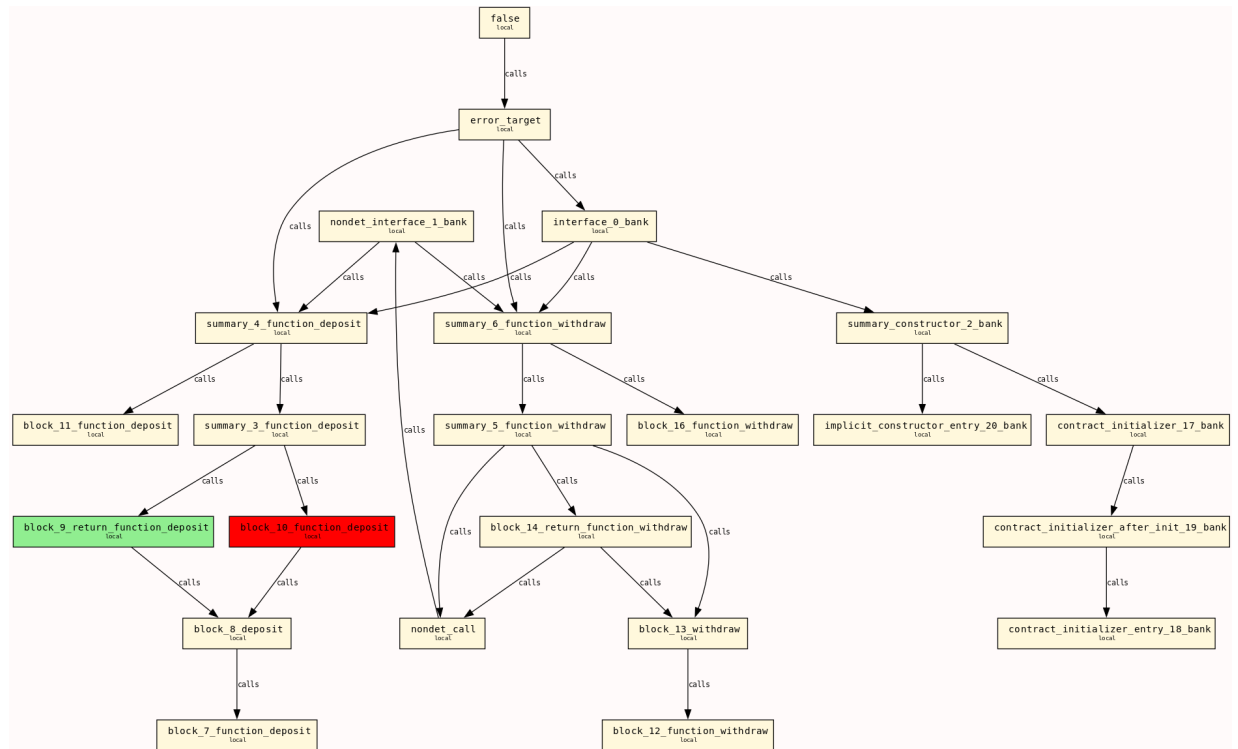 false
local
calls
error_target
local
calls
nondet_interface_1_bank
local
interface_0_bank
local
calls
calls
calls
calls
calls
calls
calls
summary_4_function_deposit
local
summary_6_function_withdraw
local
summary_constructor_2_bank
local
calls
calls
calls
calls
calls
calls
block_11_function_deposit
local
summary_3_function_deposit
local
calls
summary_5_function_withdraw
local
block_16_function_withdraw
local
implicit_constructor_entry_20_bank
local
contract_initializer_17_bank
local
calls
calls
calls
calls
block_9_return_function_deposit
local
block_10_function_deposit
local
calls
block_14_return_function_withdraw
local
calls
contract_initializer_after_init_19_bank
local
calls
calls
calls
calls
calls
block_8_deposit
local
nondet_call
local
block_13_withdraw
local
contract_initializer_entry_18_bank
local
calls
calls
block_7_function_deposit
local
block_12_function_withdraw
local